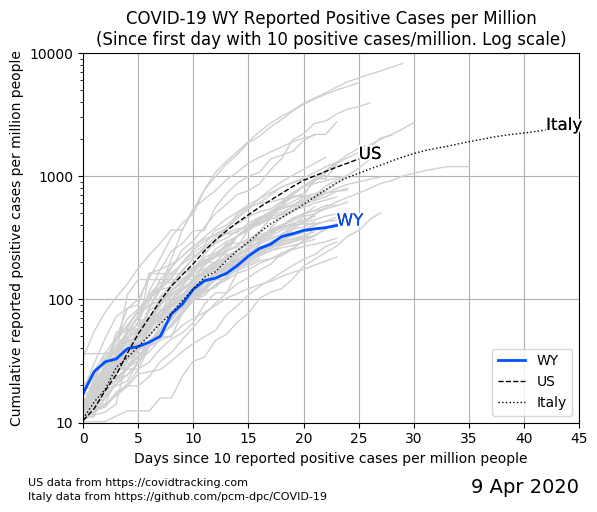 COVID-19 WY Reported Positive Cases per Million
(Since first day with 10 positive cases/million. Log scale)
Cumulative reported positive cases per million people
10000
1000
100
10
Italy
US
WY
WY
US
Italy
0 5 10 15 20 25 30 35 40 45
Days since 10 reported positive cases per million people
US data from https://covidtracking.com
Italy data from https://github.com/pcm-dpc/COVID-19
9 Apr 2020